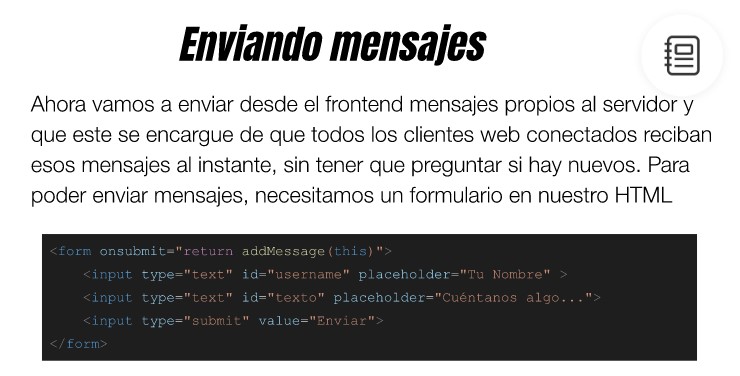 Enviando mensajes
Ahora vamos a enviar desde el frontend mensajes propios al servidor y
que este se encargue de que todos los clientes web conectados reciban
esos mensajes al instante, sin tener que preguntar si hay nuevos. Para
poder enviar mensajes, necesitamos un formulario en nuestro HTML
<form onsubmit="return addMessage(this)">
    <input type="text" id="username" placeholder="Tu Nombre" >
    <input type="text" id="texto" placeholder="Cuéntanos algo...">
    <input type="submit" value="Enviar">
</form>